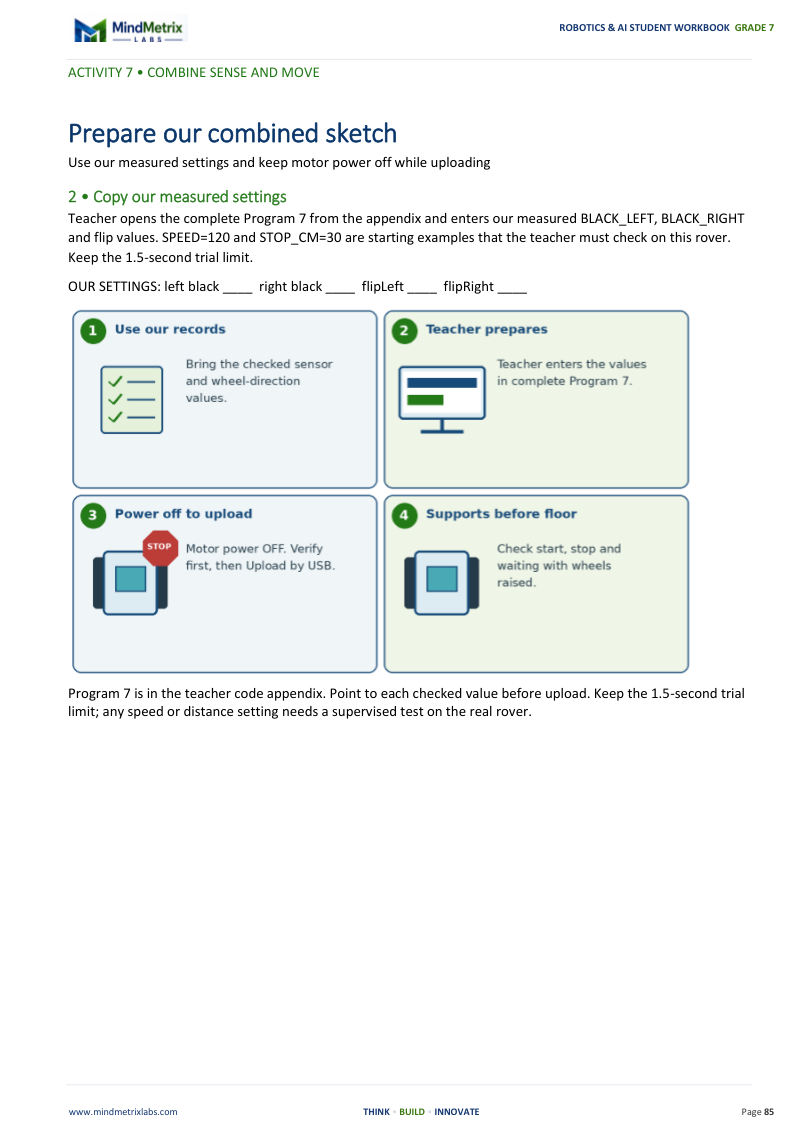 MindMetrix
LABS
ROBOTICS & AI STUDENT WORKBOOK GRADE 7
ACTIVITY 7 • COMBINE SENSE AND MOVE
Prepare our combined sketch
Use our measured settings and keep motor power off while uploading
2 • Copy our measured settings
Teacher opens the complete Program 7 from the appendix and enters our measured BLACK_LEFT, BLACK_RIGHT
and flip values. SPEED=120 and STOP_CM=30 are starting examples that the teacher must check on this rover.
Keep the 1.5-second trial limit.
OUR SETTINGS: left black ____ right black ____ flipLeft ____ flipRight ____
1 Use our records
Bring the checked sensor
and wheel-direction
values.
2 Teacher prepares
Teacher enters the values
in complete Program 7.
3 Power off to upload
STOP
Motor power OFF. Verify
first, then Upload by USB.
4 Supports before floor
Check start, stop and
waiting with wheels
raised.
Program 7 is in the teacher code appendix. Point to each checked value before upload. Keep the 1.5-second trial
limit; any speed or distance setting needs a supervised test on the real rover.
www.mindmetrixlabs.com
THINK • BUILD • INNOVATE
Page 85